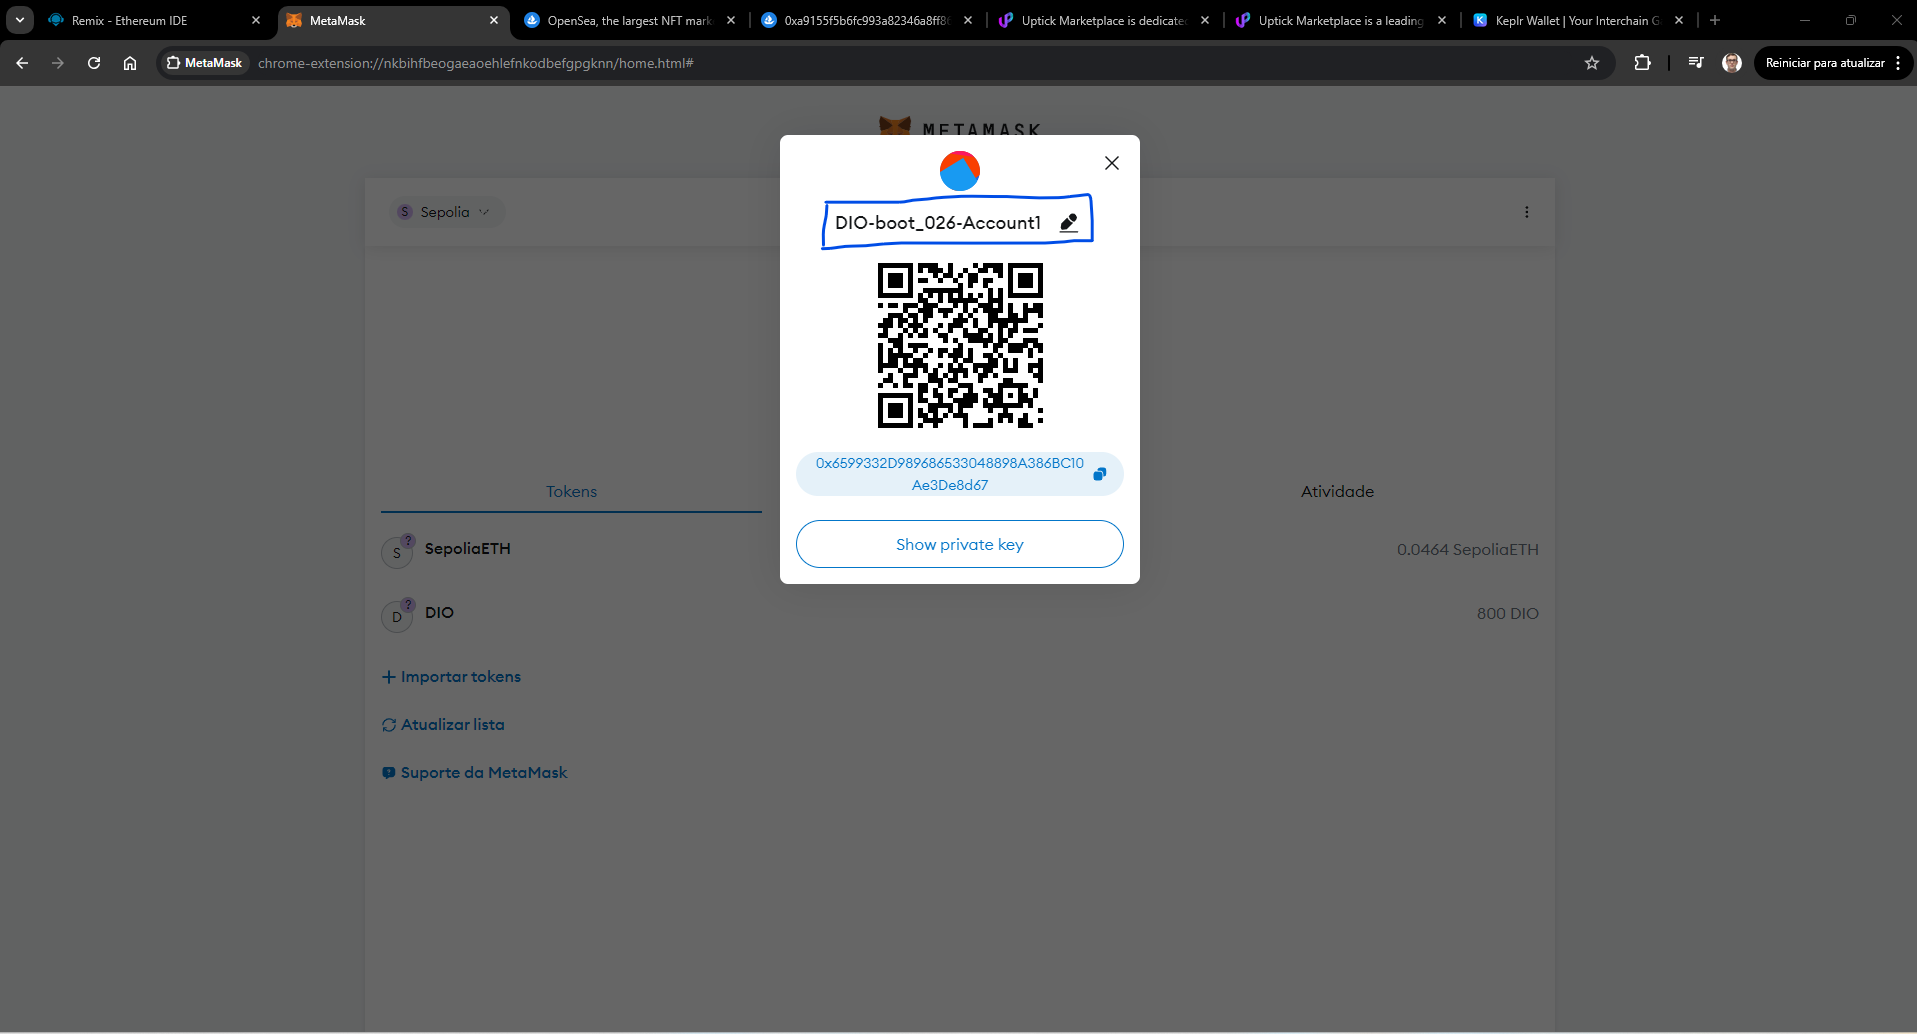 Remix - Ethereum IDE
MetaMask
OpenSea, the largest NFT mark
0xa9155f5b6fc993a82346a8ff8
Uptick Marketplace is dedicate
Uptick Marketplace is a leading
Keplr Wallet | Your Interchain G
MetaMask
chrome-extension://nkbihfbeogaeaoehlefnkodbefgpgknn/home.html#
Reiniciar para atualizar
METAMASK
S Sepolia
DIO-boot_026-Account1
0x6599332D989686533048898A386BC10
Ae3De8d67
Show private key
Tokens
Atividade
S ? SepoliaETH
0.0464 SepoliaETH
D ? DIO
800 DIO
Importar tokens
Atualizar lista
Suporte da MetaMask